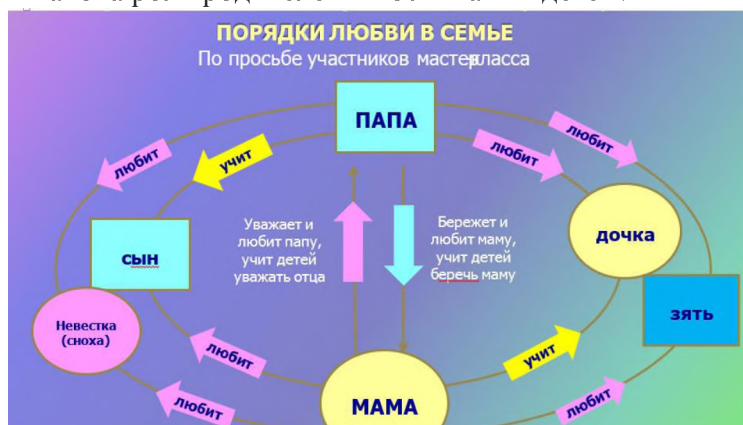 ПОРЯДКИ ЛЮБВИ В СЕМЬЕ
По просьбе участников мастерласса
ПАПА
любит
учит
любит
любит
Уважает и
любит папу,
учит детей
уважать отца
Бережет и
любит маму,
учит детей
беречь маму
сын
дочка
Невестка
(сноха)
зять
любит
учит
МАМА
любит
любит